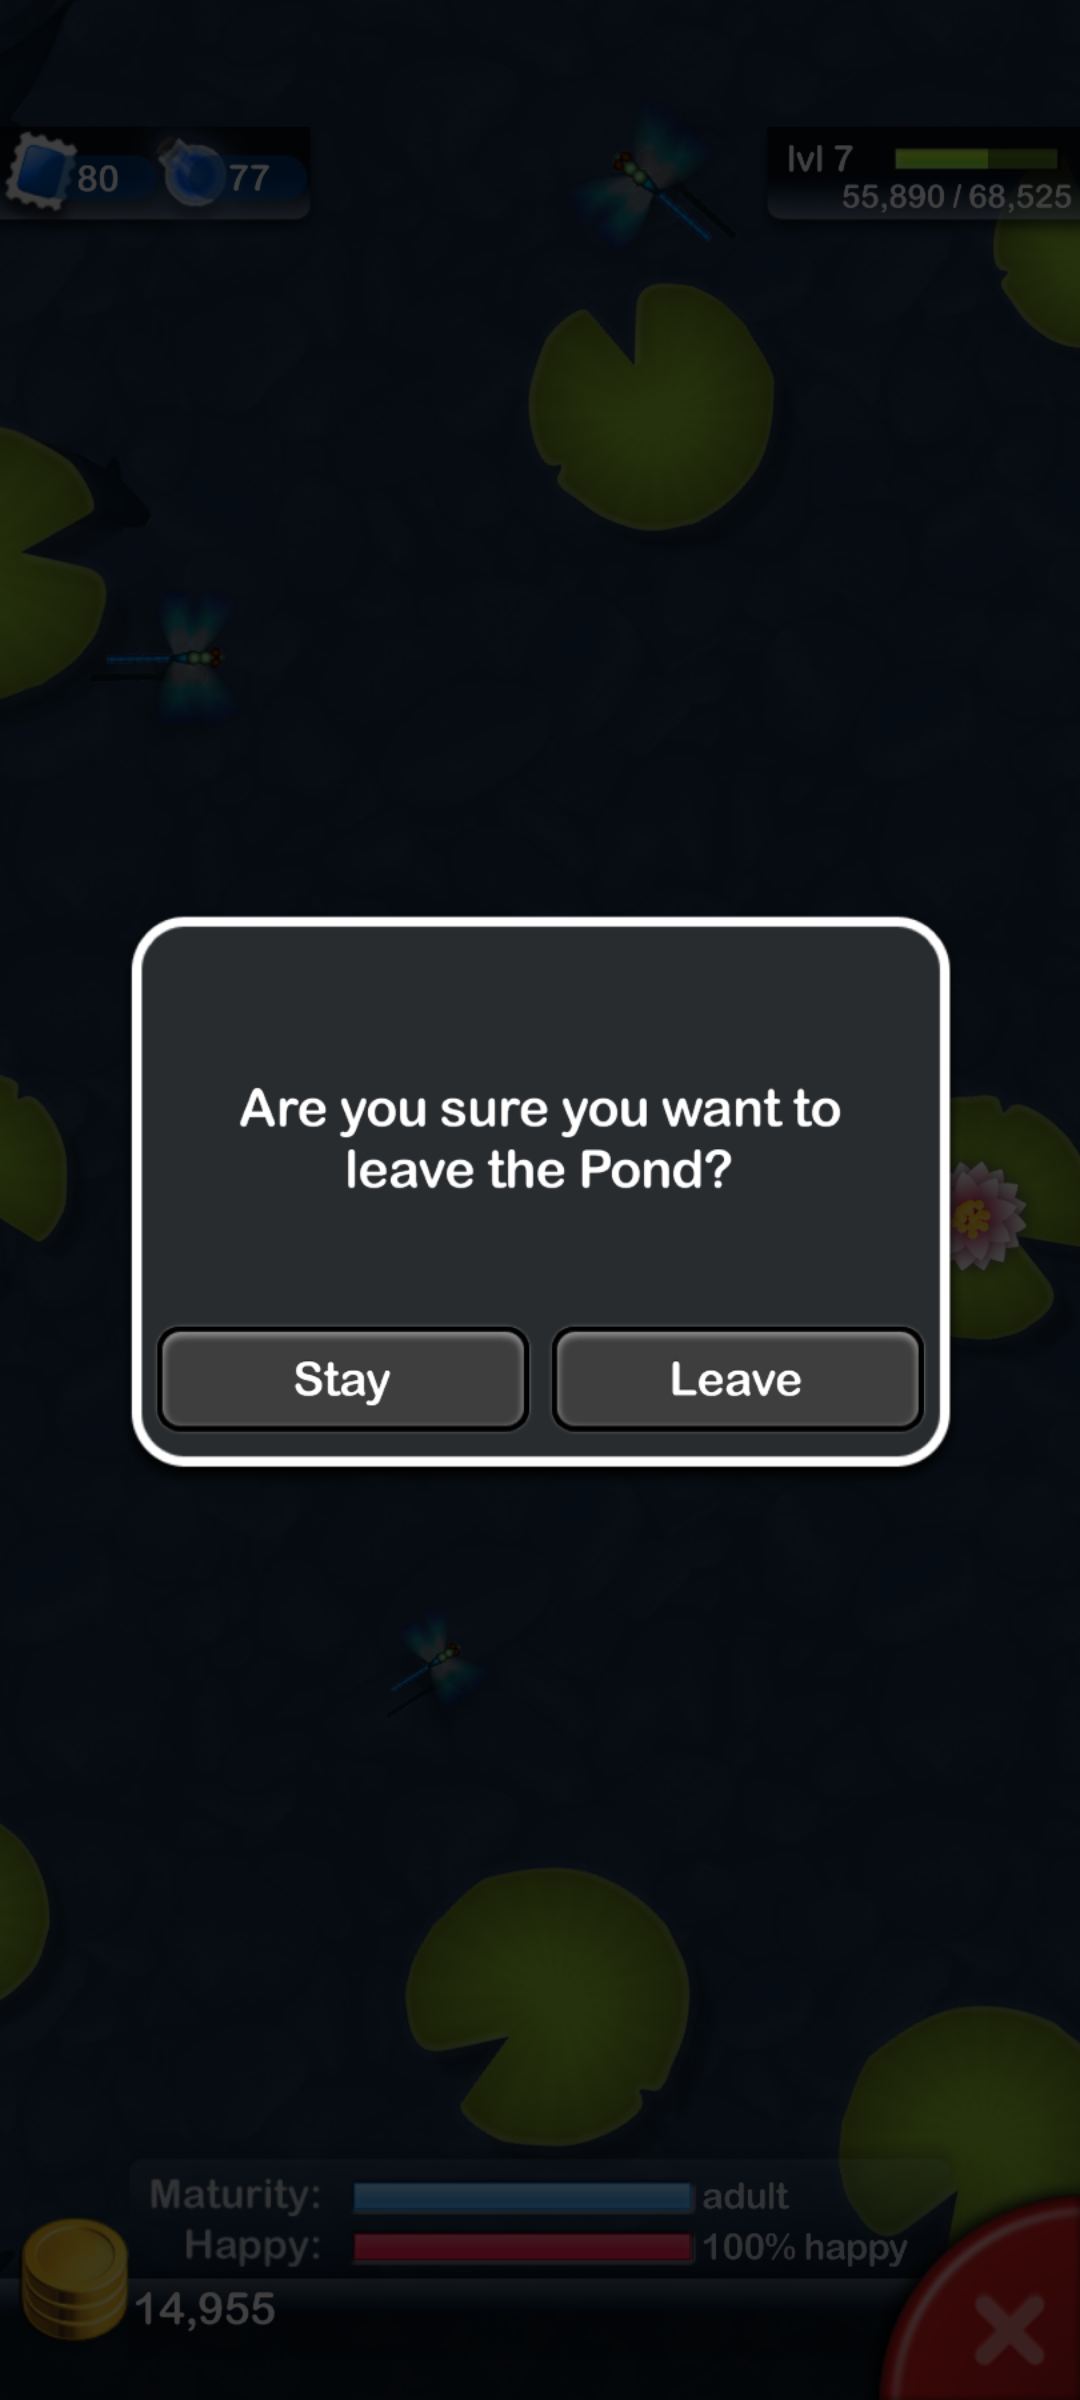 80
77
lvl 7
55,890 / 68,525
Are you sure you want to
leave the Pond?
Stay
Leave
Maturity:
adult
Happy:
100% happy
14,955